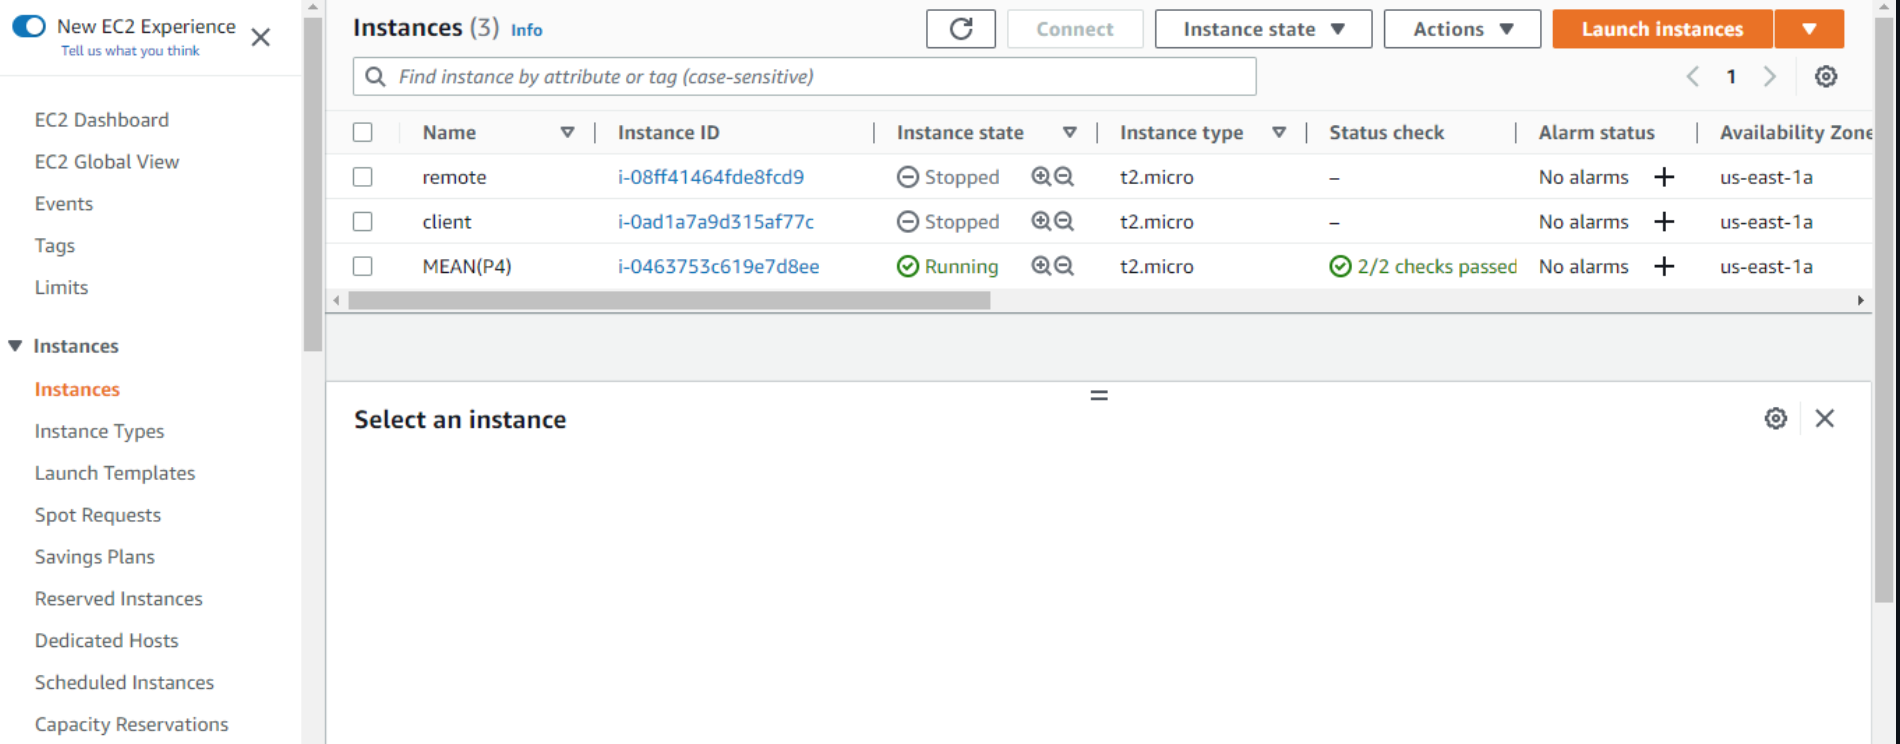 New EC2 Experience
Tell us what you think
EC2 Dashboard
EC2 Global View
Events
Tags
Limits
Instances
Instances
Instance Types
Launch Templates
Spot Requests
Savings Plans
Reserved Instances
Dedicated Hosts
Scheduled Instances
Capacity Reservations
Instances (3) Info
Connect
Instance state
Actions
Launch instances
Find instance by attribute or tag (case-sensitive)
1
Name Instance ID Instance state Instance type Status check Alarm status Availability Zone
remote i-08ff41464fde8fcd9 Stopped t2.micro – No alarms + us-east-1a
client i-0ad1a7a9d315af77c Stopped t2.micro – No alarms + us-east-1a
MEAN(P4) i-0463753c619e7d8ee Running t2.micro 2/2 checks passed No alarms + us-east-1a
Select an instance